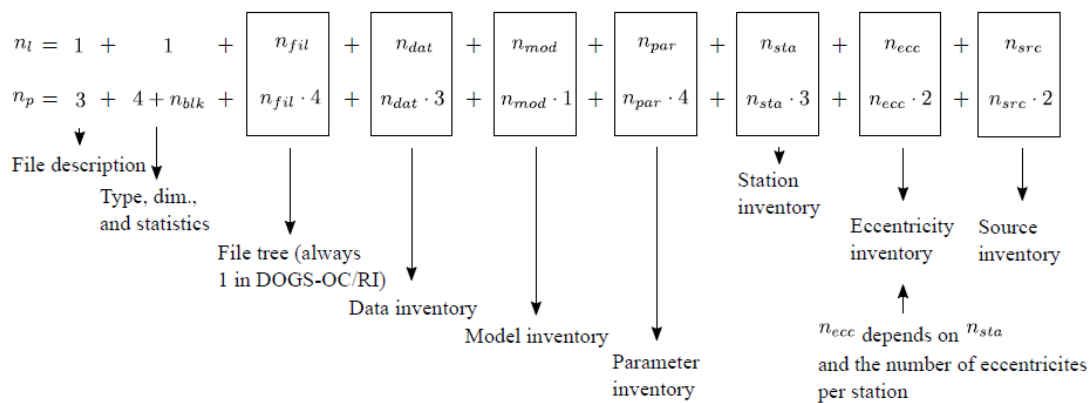 n_l = 1 + 1 + n_fil + n_dat + n_mod + n_par + n_sta + n_ecc + n_src
n_p = 3 + 4 + n_blk + n_fil · 4 + n_dat · 3 + n_mod · 1 + n_par · 4 + n_sta · 3 + n_ecc · 2 + n_src · 2
File description
Type, dim.,
and statistics
File tree (always
1 in DOGS-OC/RI)
Data inventory
Model inventory
Parameter
inventory
Station
inventory
Eccentricity
inventory
Source
inventory
n_ecc depends on n_sta
and the number of eccentricites
per station